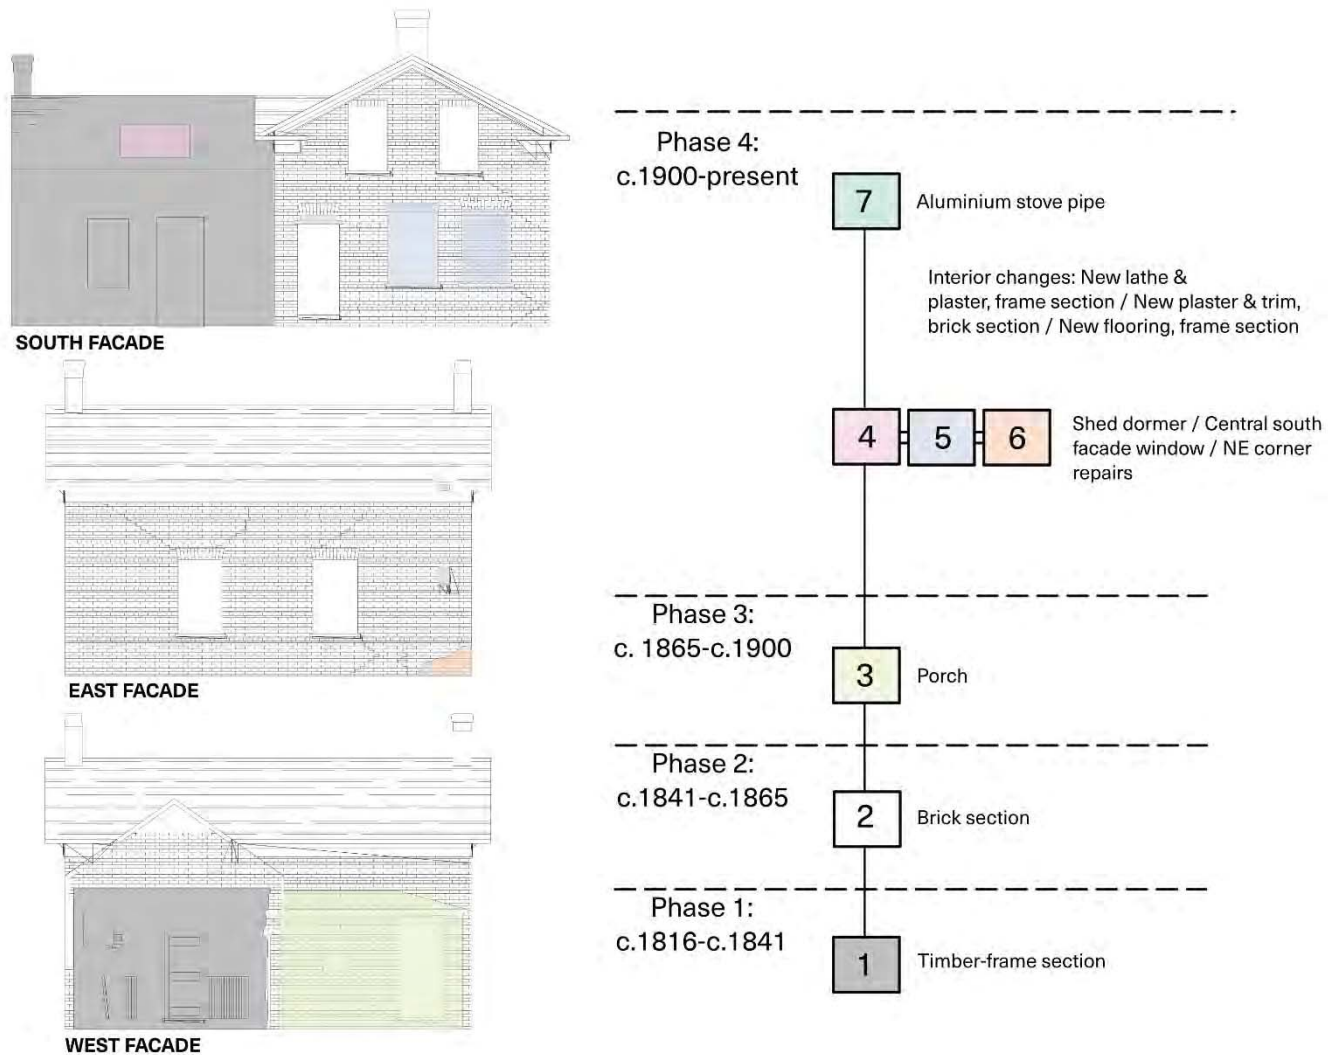 SOUTH FACADE
EAST FACADE
WEST FACADE
Phase 4:
c.1900-present
7
Aluminium stove pipe
Interior changes: New lathe &
plaster, frame section / New plaster & trim,
brick section / New flooring, frame section
4
5
6
Shed dormer / Central south
facade window / NE corner
repairs
Phase 3:
c. 1865-c.1900
3
Porch
Phase 2:
c.1841-c.1865
2
Brick section
Phase 1:
c.1816-c.1841
1
Timber-frame section